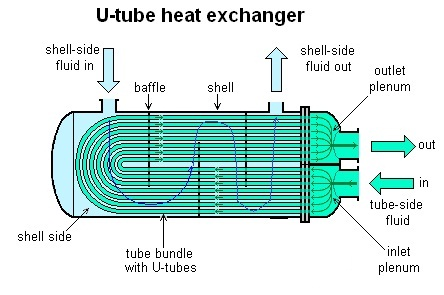 U-tube heat exchanger
shell-side
fluid in
baffle
shell
shell-side
fluid out
outlet
plenum
out
in
tube-side
fluid
inlet
plenum
shell side
tube bundle
with U-tubes